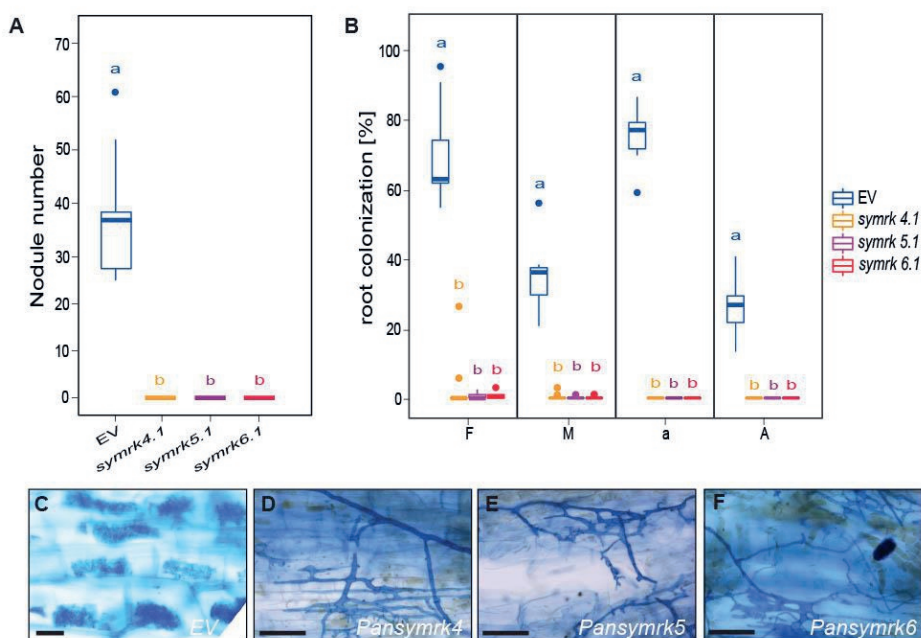 A
70
60
50
40
30
20
10
0
Nodule number
a
b
b
b
EV
symrk4.1
symrk5.1
symrk6.1
B
100
80
60
40
20
0
root colonization [%]
a
b
b
b
F
a
b
b
b
M
a
b
b
b
a
a
b
b
b
A
EV
symrk 4.1
symrk 5.1
symrk 6.1
C
EV
D
Pansymrk4
E
Pansymrk5
F
Pansymrk6